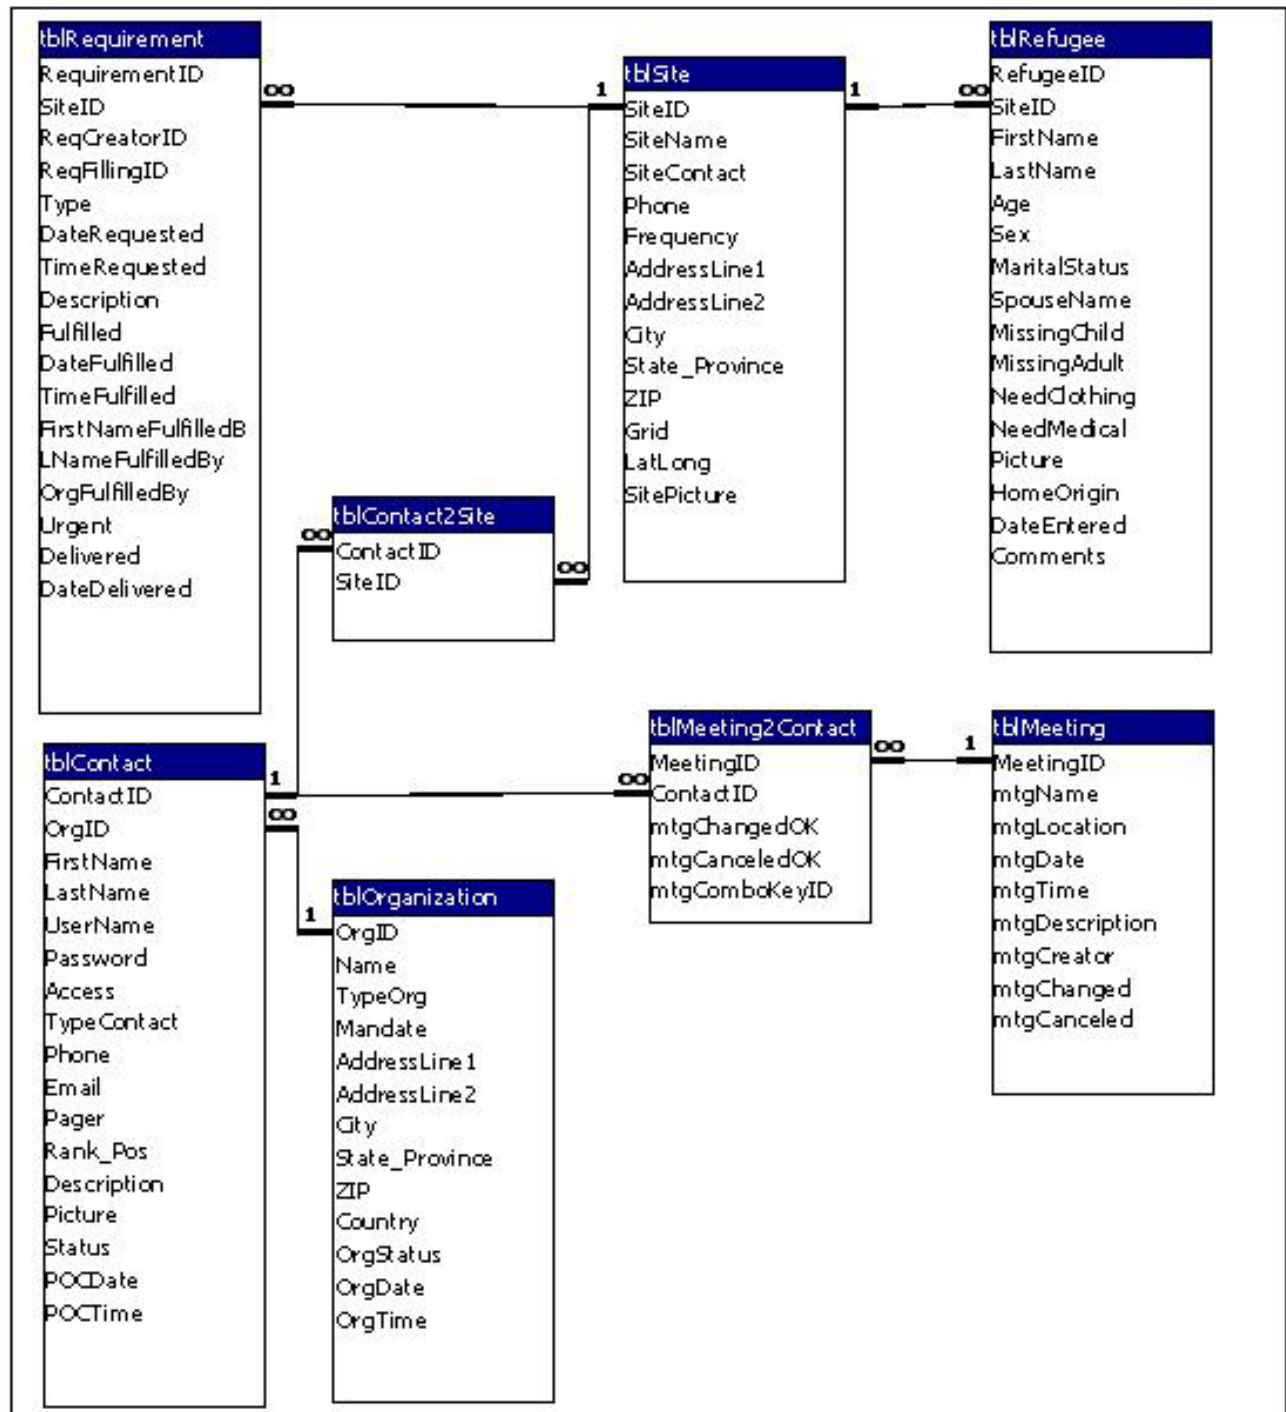 tblRequirement
RequirementID
SiteID
ReqCreatorID
ReqFillingID
Type
DateRequested
TimeRequested
Description
Fulfilled
DateFulfilled
TimeFulfilled
FirstNameFulfilledB
LNameFulfilledBy
OrgFulfilledBy
Urgent
Delivered
DateDelivered
∞
1
tblSite
SiteID
SiteName
SiteContact
Phone
Frequency
AddressLine1
AddressLine2
City
State_Province
ZIP
Grid
LatLong
SitePicture
1
∞
tblRefugee
RefugeeID
SiteID
FirstName
LastName
Age
Sex
MaritalStatus
SpouseName
MissingChild
MissingAdult
NeedClothing
NeedMedical
Picture
HomeOrigin
DateEntered
Comments
∞
tblContact2Site
ContactID
SiteID
∞
tblContact
ContactID
OrgID
FirstName
LastName
UserName
Password
Access
TypeContact
Phone
Email
Pager
Rank_Pos
Description
Picture
Status
POCDate
POCTime
1
∞
1
tblOrganization
OrgID
Name
TypeOrg
Mandate
AddressLine1
AddressLine2
City
State_Province
ZIP
Country
OrgStatus
OrgDate
OrgTime
∞
tblMeeting2Contact
MeetingID
ContactID
mtgChangedOK
mtgCanceledOK
mtgComboKeyID
∞
1
tblMeeting
MeetingID
mtgName
mtgLocation
mtgDate
mtgTime
mtgDescription
mtgCreator
mtgChanged
mtgCanceled